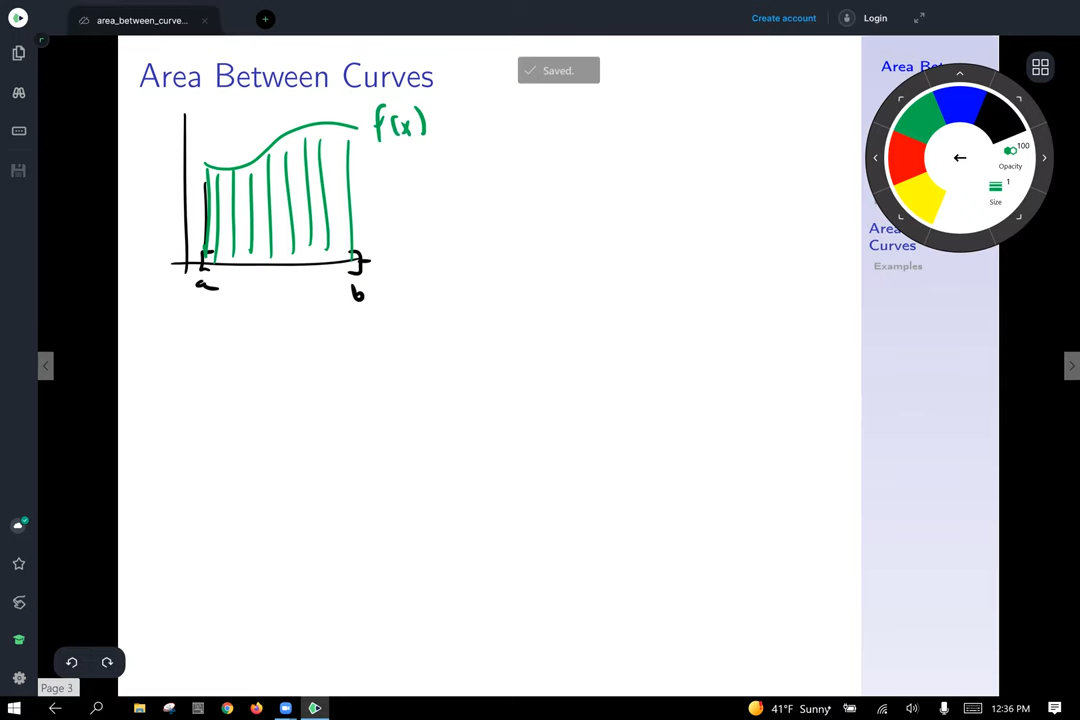 area_between_curve...
Create account
Login
Area Between Curves
Saved.
Area Be
f(x)
100
Opacity
1
Size
Area
Curves
Examples
a
b
Page 3
41°F Sunny
12:36 PM